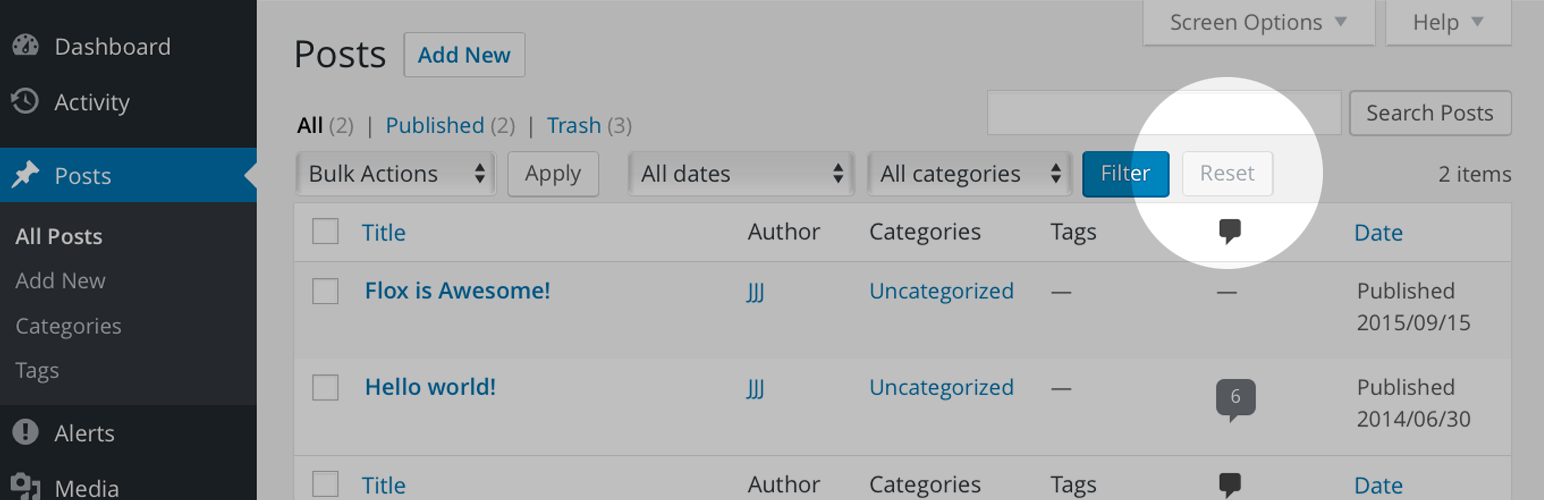 Dashboard
Activity
Posts
All Posts
Add New
Categories
Tags
Alerts
Media
Screen Options Help
Posts Add New
All (2) | Published (2) | Trash (3)
Search Posts
Bulk Actions Apply All dates All categories Filter Reset 2 items
Title Author Categories Tags Date
Flox is Awesome! JJJ Uncategorized — — Published
2015/09/15
Hello world! JJJ Uncategorized — 6 Published
2014/06/30
Title Author Categories Tags Date